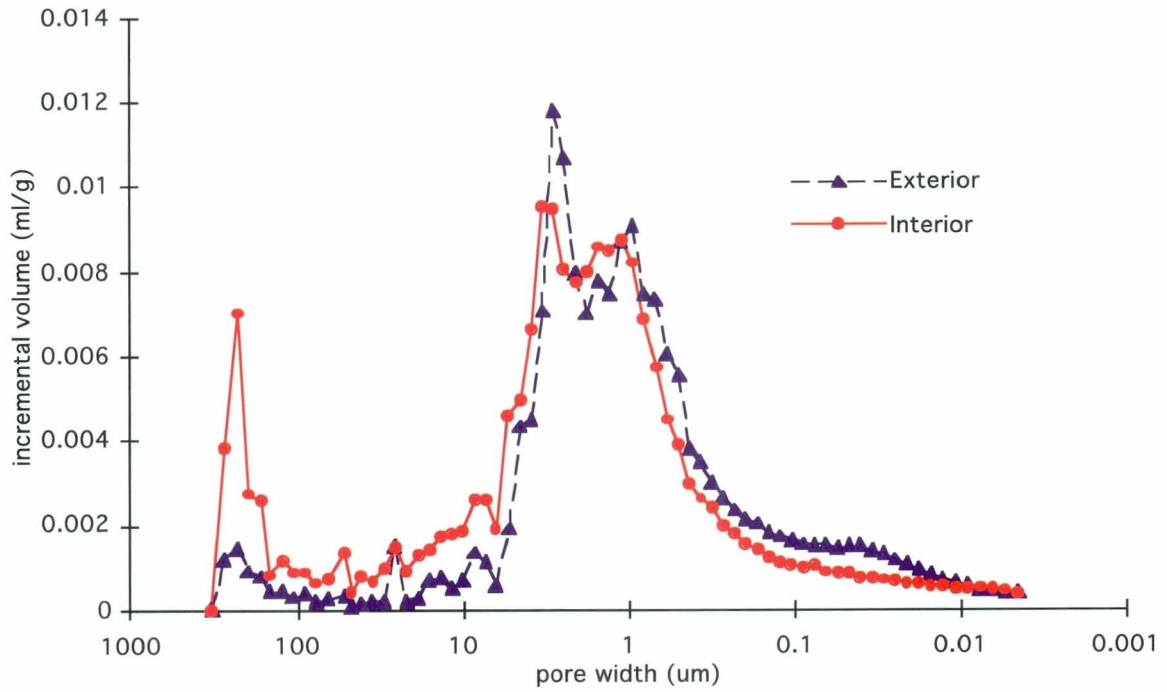 0.014
0.012
0.01
0.008
0.006
0.004
0.002
0
incremental volume (ml/g)
Exterior
Interior
1000 100 10 1 0.1 0.01 0.001
pore width (um)